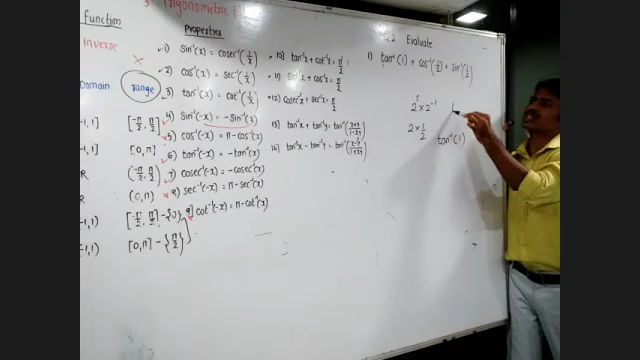 Trigonometric
function
Properties
Inverse
Domain
range
[-π/2, π/2]
[0, π]
(-π/2, π/2)
(0, π)
[-π/2, π/2] - {0}
[0, π] - {π/2}
1) sin⁻¹(x) = cosec⁻¹(1/x)
2) cos⁻¹(x) = sec⁻¹(1/x)
3) tan⁻¹(x) = cot⁻¹(1/x)
4) sin⁻¹(-x) = -sin⁻¹(x)
5) cos⁻¹(-x) = π - cos⁻¹(x)
6) tan⁻¹(-x) = -tan⁻¹(x)
7) cosec⁻¹(-x) = -cosec⁻¹(x)
8) sec⁻¹(-x) = π - sec⁻¹(x)
9) cot⁻¹(-x) = π - cot⁻¹(x)
10) tan⁻¹x + cot⁻¹x = π/2
11) sin⁻¹x + cos⁻¹x = π/2
12) cosec⁻¹x + sec⁻¹x = π/2
13) tan⁻¹x + tan⁻¹y = tan⁻¹(x+y/1-xy)
14) tan⁻¹x - tan⁻¹y = tan⁻¹(x-y/1+xy)
2 Evaluate
1) tan⁻¹(1) + cos⁻¹(1/2) + sin⁻¹(1/2)
2 × 2⁻¹
2 × 1/2
tan⁻¹(1)